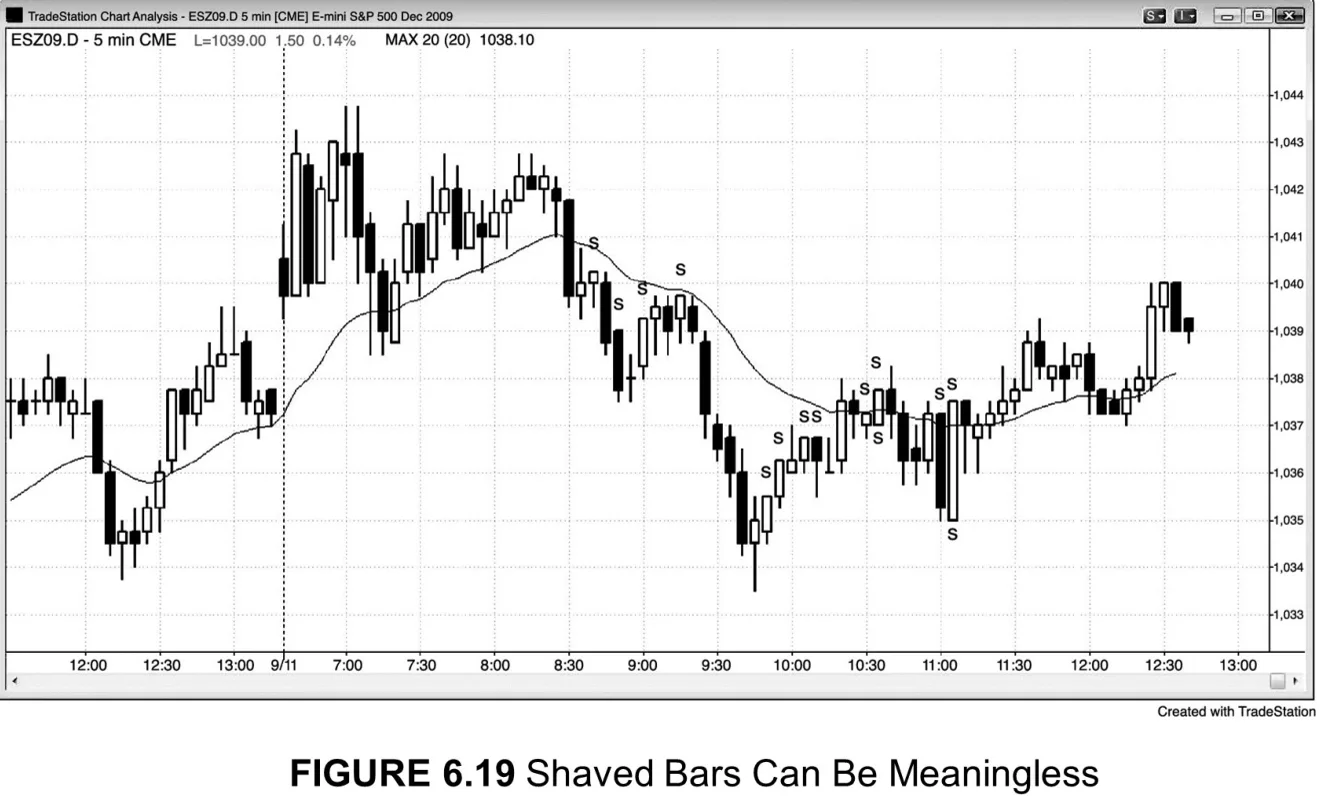 TradeStation Chart Analysis - ESZ09.D 5 min [CME] E-mini S&P 500 Dec 2009
S
I
ESZ09.D - 5 min CME L=1039.00 1.50 0.14% MAX 20 (20) 1038.10
1,044
1,043
1,042
1,041
S
S
1,040
S
S
1,039
S
1,038
S
S
S
S S
1,037
S
S
1,036
S
1,035
S
1,034
1,033
12:00 12:30 13:00 9/11 7:00 7:30 8:00 8:30 9:00 9:30 10:00 10:30 11:00 11:30 12:00 12:30 13:00
Created with TradeStation
FIGURE 6.19 Shaved Bars Can Be Meaningless